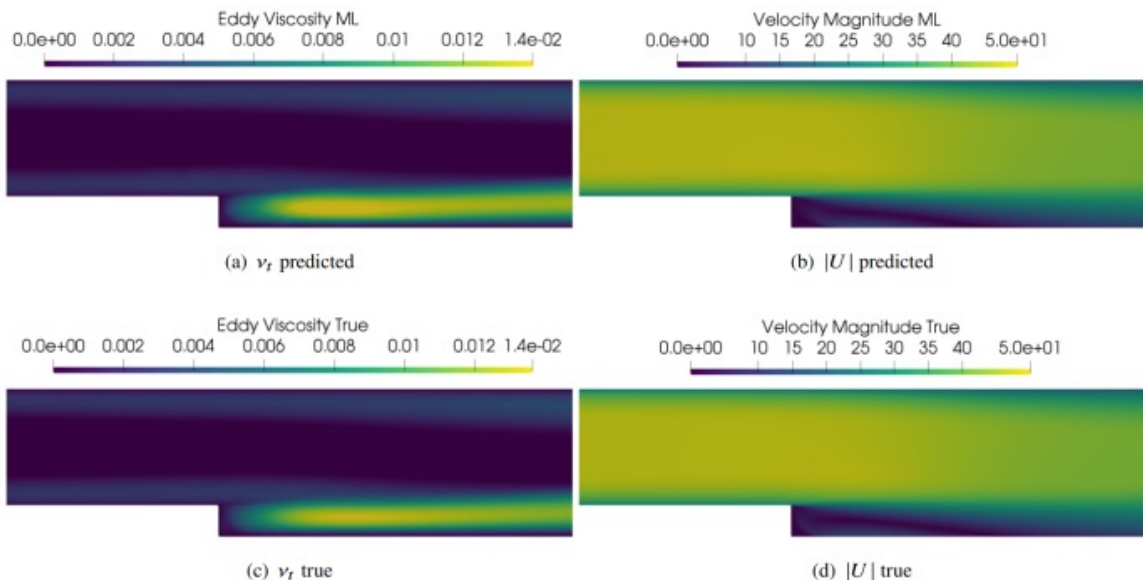 Eddy Viscosity ML
0.0e+00 0.002 0.004 0.006 0.008 0.01 0.012 1.4e-02
Velocity Magnitude ML
0.0e+00 10 15 20 25 30 35 40 5.0e+01
(a) νt predicted
(b) |U| predicted
Eddy Viscosity True
0.0e+00 0.002 0.004 0.006 0.008 0.01 0.012 1.4e-02
Velocity Magnitude True
0.0e+00 10 15 20 25 30 35 40 5.0e+01
(c) νt true
(d) |U| true